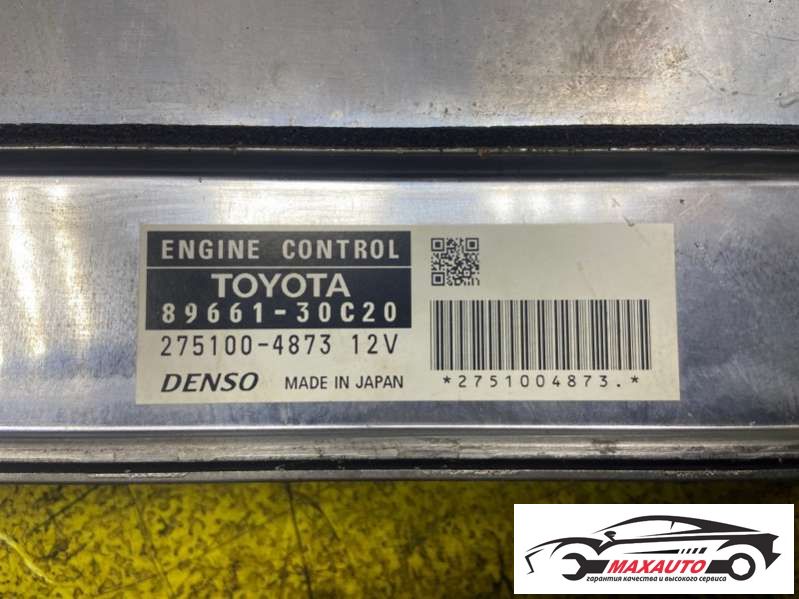 ENGINE CONTROL
TOYOTA
89661-30C20
275100-4873 12V
DENSO MADE IN JAPAN
*2751004873.*
MAXAUTO
гарантия качества и высокого сервиса